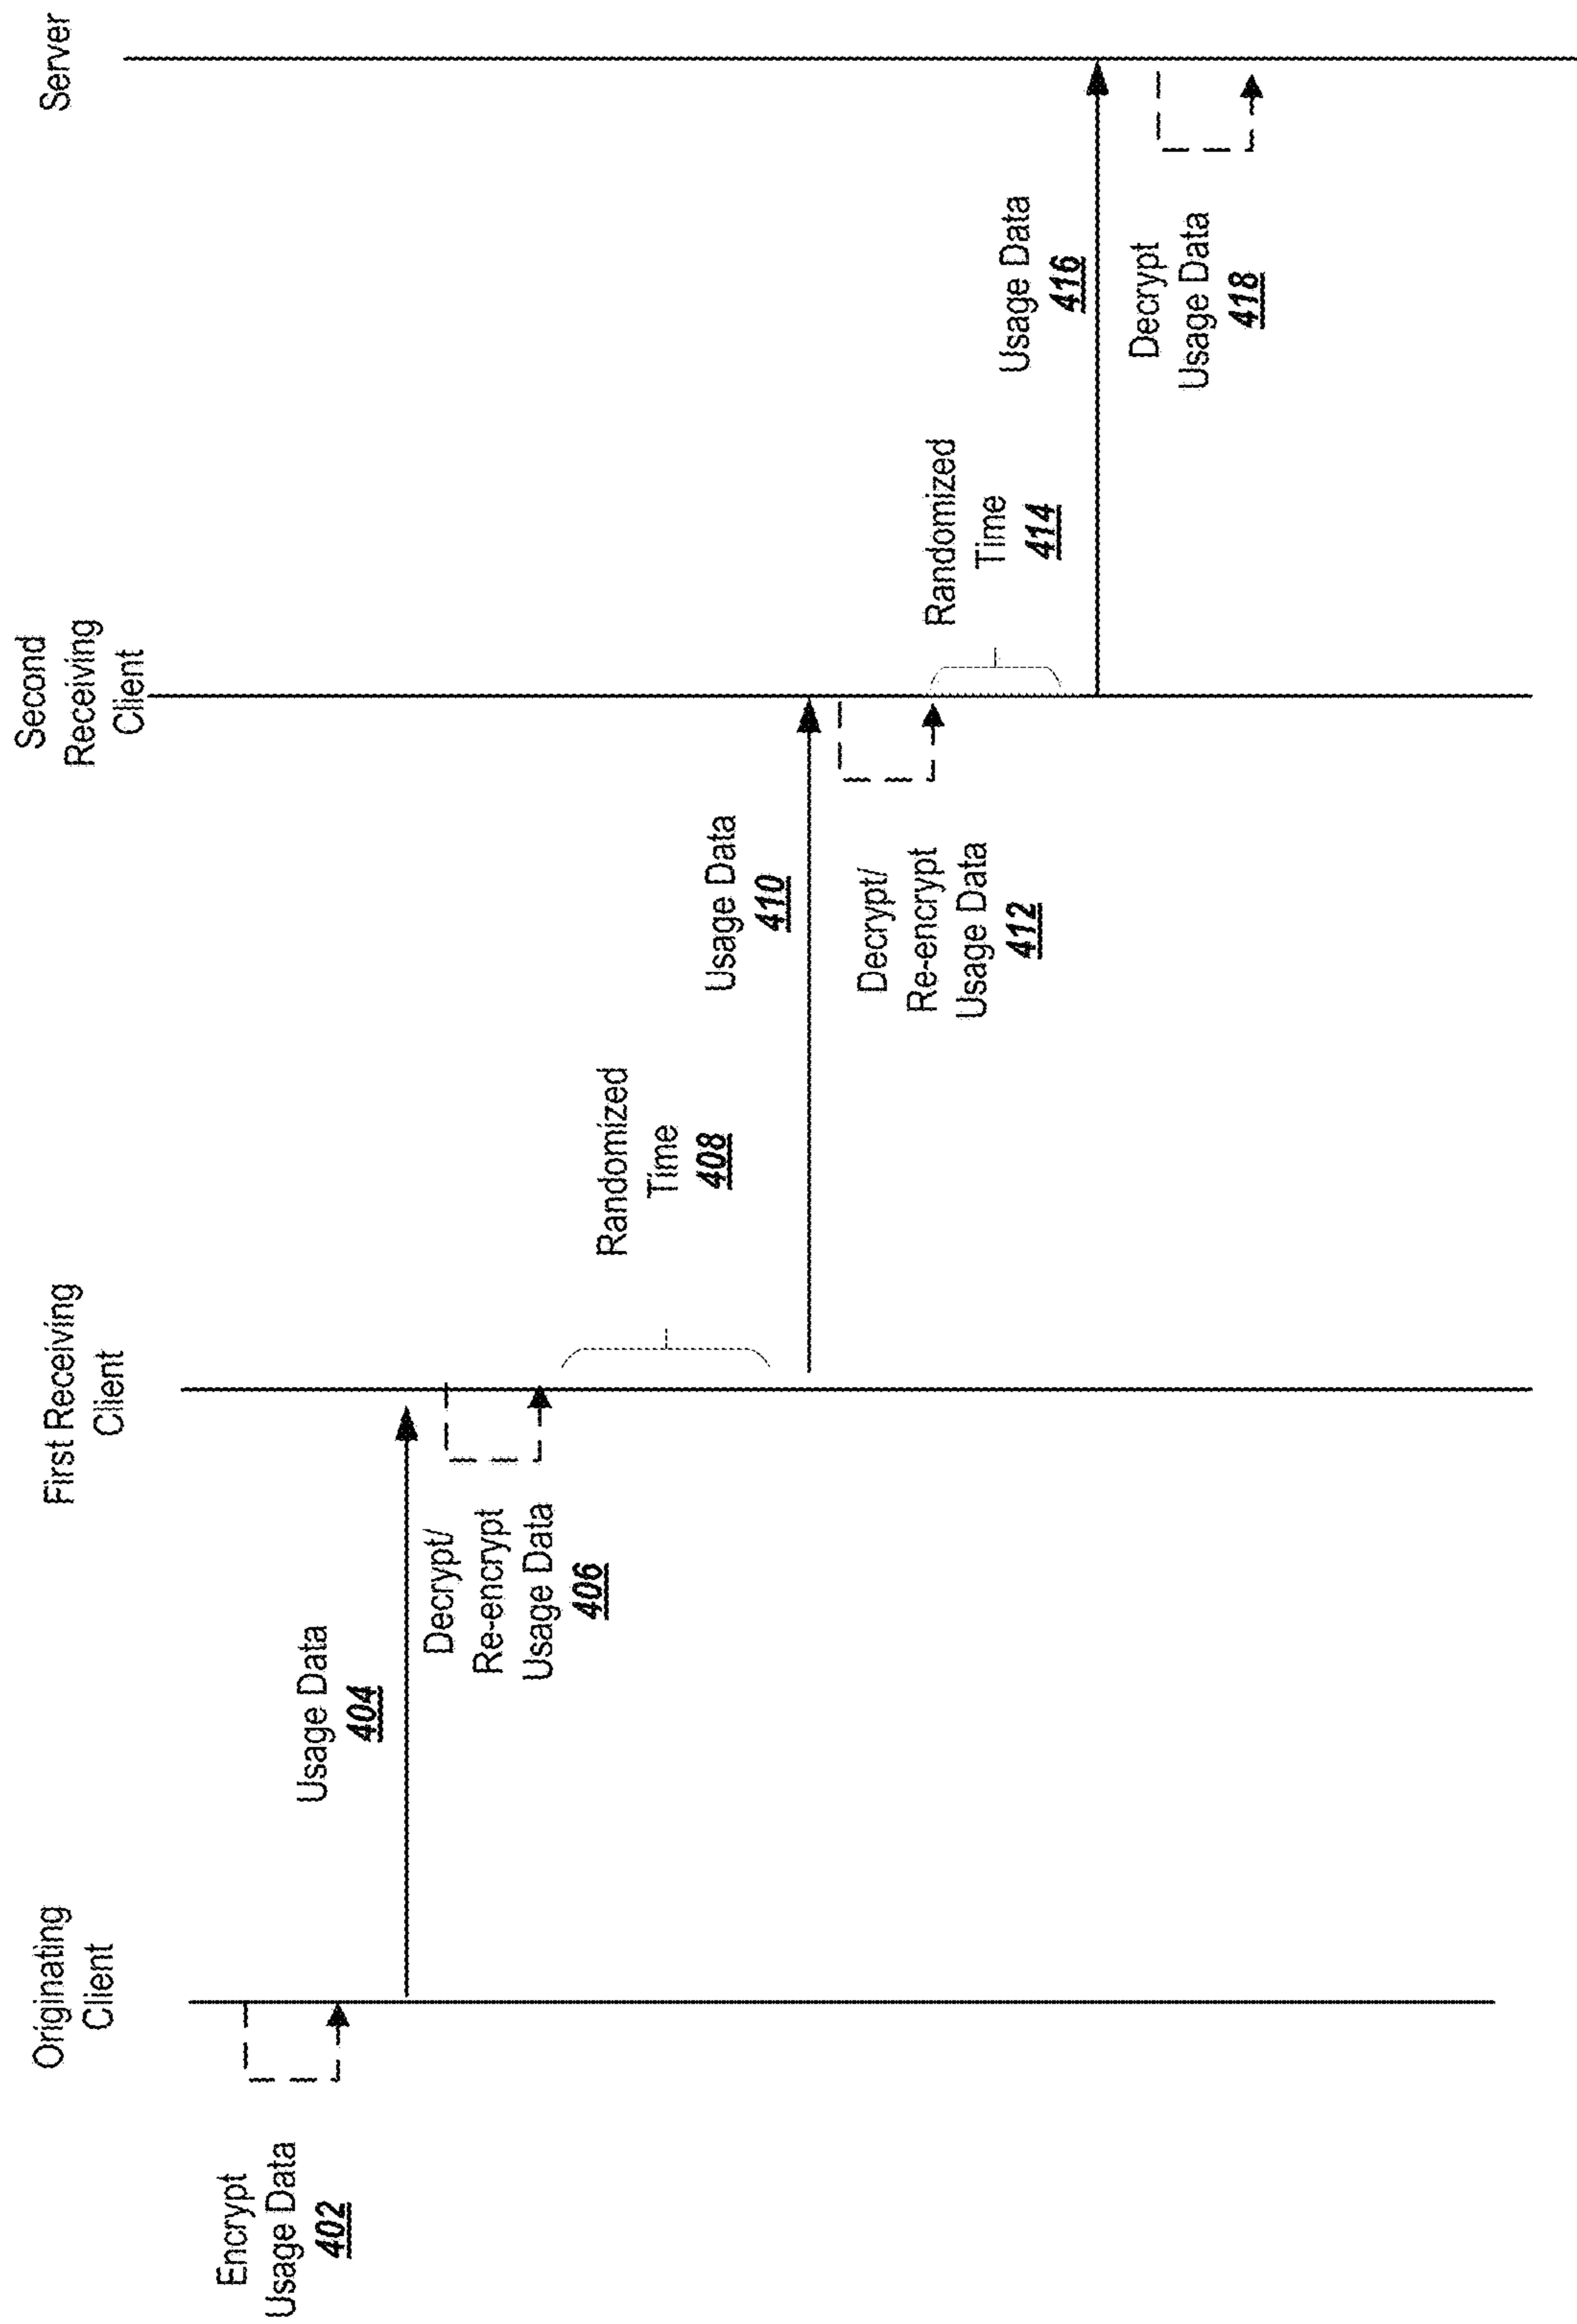 Originating
Client
First Receiving
Client
Second
Receiving
Client
Server
Encrypt
Usage Data
402
Usage Data
404
Decrypt/
Re-encrypt
Usage Data
406
Randomized
Time
408
Usage Data
410
Decrypt/
Re-encrypt
Usage Data
412
Randomized
Time
414
Usage Data
416
Decrypt
Usage Data
418